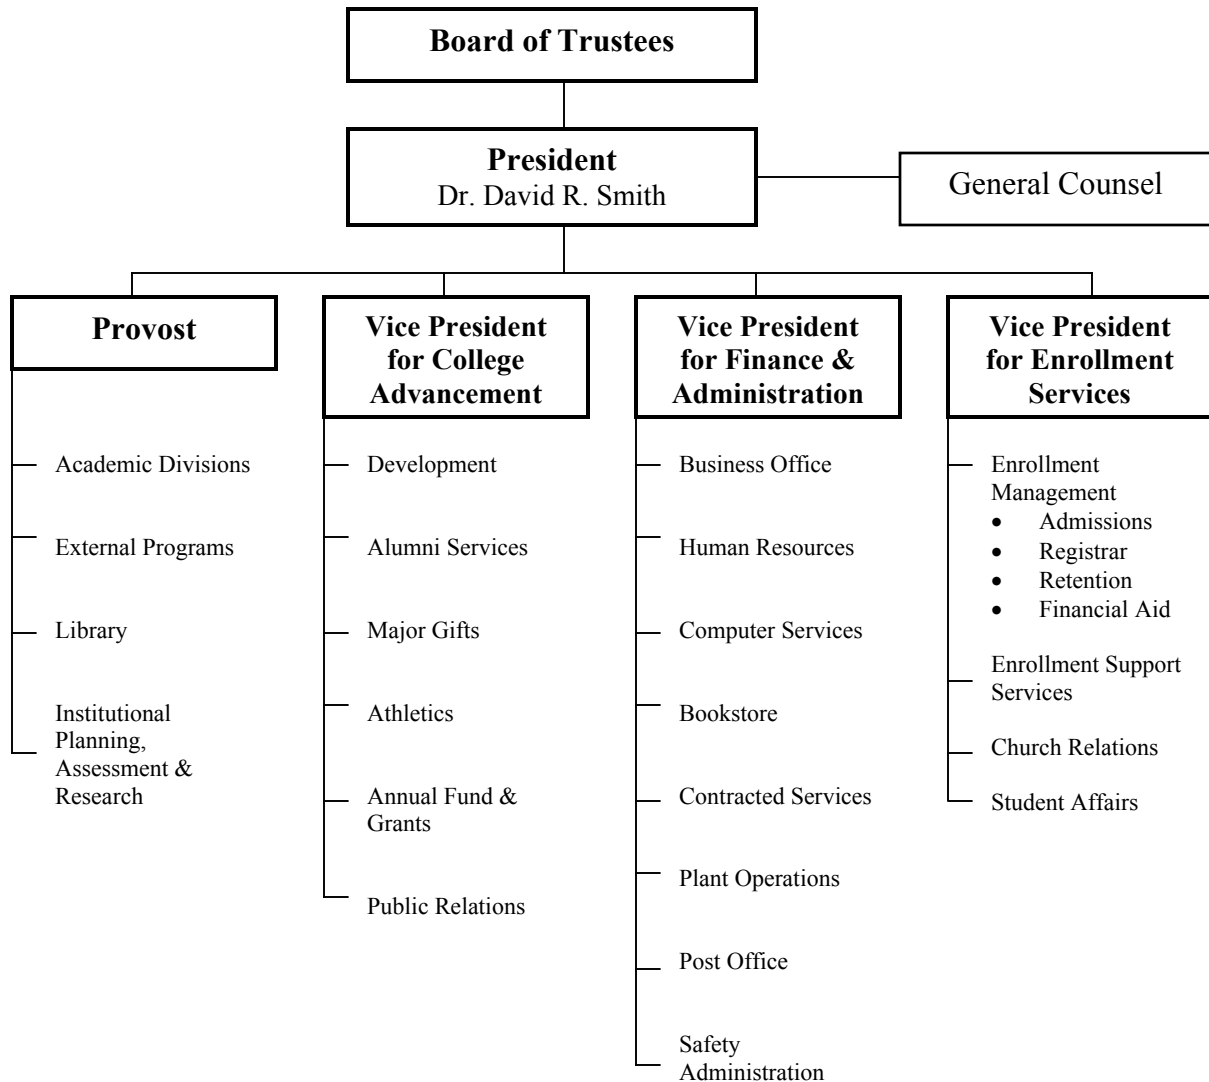 Board of Trustees
President
Dr. David R. Smith
General Counsel
Provost
Academic Divisions
External Programs
Library
Institutional
Planning,
Assessment &
Research
Vice President
for College
Advancement
Development
Alumni Services
Major Gifts
Athletics
Annual Fund &
Grants
Public Relations
Vice President
for Finance &
Administration
Business Office
Human Resources
Computer Services
Bookstore
Contracted Services
Plant Operations
Post Office
Safety
Administration
Vice President
for Enrollment
Services
Enrollment
Management
• Admissions
• Registrar
• Retention
• Financial Aid
Enrollment Support
Services
Church Relations
Student Affairs